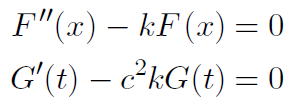 F''(x) − kF(x) = 0
G'(t) − c²kG(t) = 0